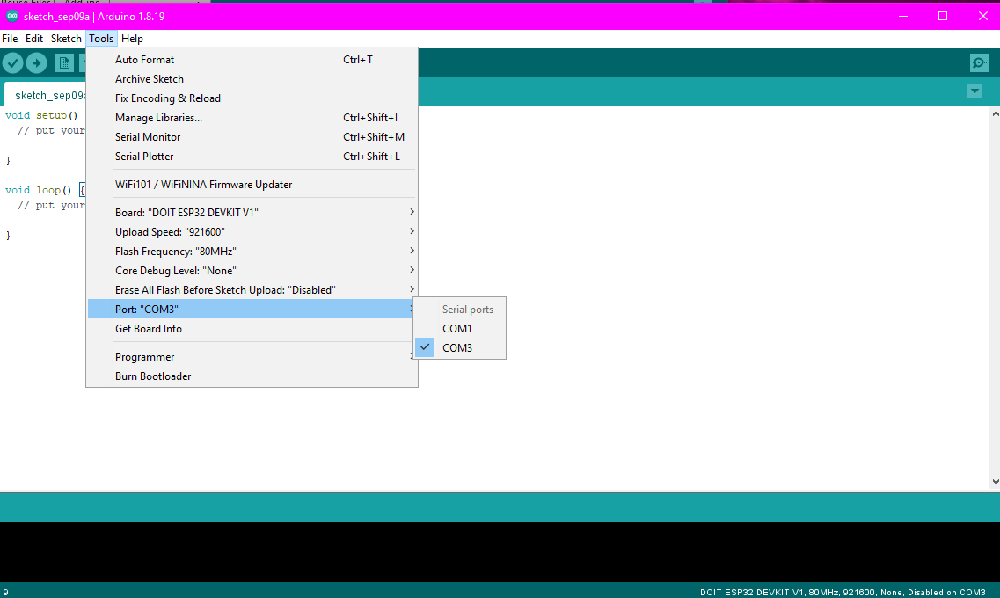 sketch_sep09a | Arduino 1.8.19
File Edit Sketch Tools Help
sketch_sep09a
void setup()
// put your
}
void loop() {
// put your
}
Auto Format Ctrl+T
Archive Sketch
Fix Encoding & Reload
Manage Libraries... Ctrl+Shift+I
Serial Monitor Ctrl+Shift+M
Serial Plotter Ctrl+Shift+L
WiFi101 / WiFiNINA Firmware Updater
Board: "DOIT ESP32 DEVKIT V1"
Upload Speed: "921600"
Flash Frequency: "80MHz"
Core Debug Level: "None"
Erase All Flash Before Sketch Upload: "Disabled"
Port: "COM3"
Get Board Info
Programmer
Burn Bootloader
Serial ports
COM1
COM3
9
DOIT ESP32 DEVKIT V1, 80MHz, 921600, None, Disabled on COM3